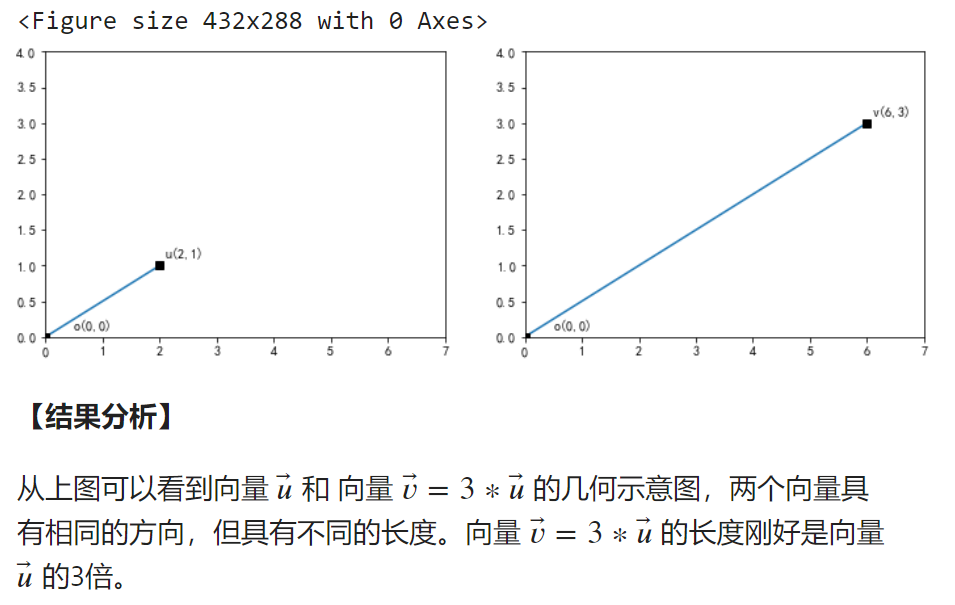 <Figure size 432x288 with 0 Axes>
4.0
3.5
3.0
2.5
2.0
1.5
1.0
0.5
0.0
u(2,1)
o(0,0)
0 1 2 3 4 5 6 7
4.0
3.5
3.0
2.5
2.0
1.5
1.0
0.5
0.0
v(6,3)
o(0,0)
0 1 2 3 4 5 6 7
【结果分析】
从上图可以看到向量 u⃗ 和 向量 v⃗ = 3 * u⃗ 的几何示意图，两个向量具
有相同的方向，但具有不同的长度。向量 v⃗ = 3 * u⃗ 的长度刚好是向量
u⃗ 的3倍。